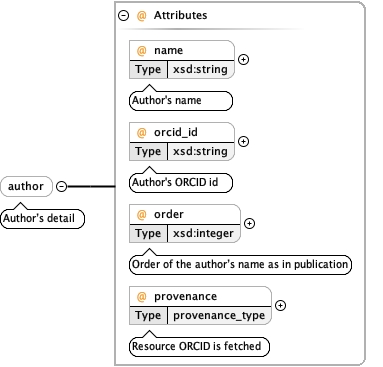 @ Attributes
@ name
Type xsd:string
Author's name
@ orcid_id
Type xsd:string
Author's ORCID id
author
Author's detail
@ order
Type xsd:integer
Order of the author's name as in publication
@ provenance
Type provenance_type
Resource ORCID is fetched